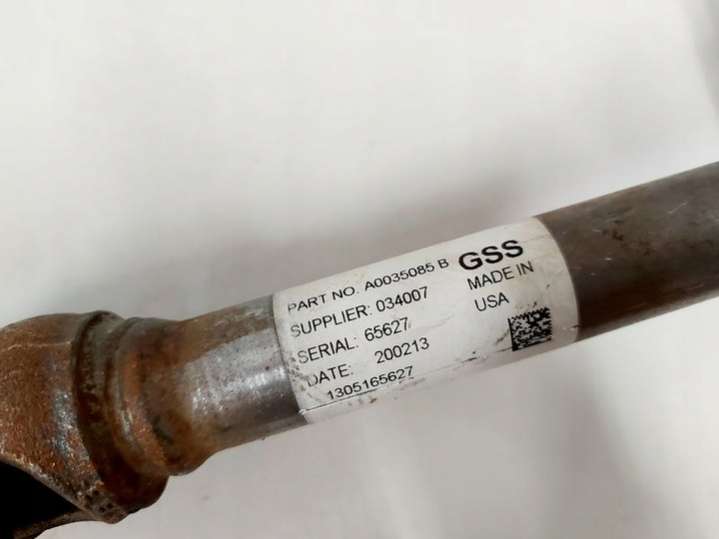 PART NO. A0035085 B
GSS
SUPPLIER: 034007
MADE IN
USA
SERIAL: 65627
DATE: 200213
1305165627